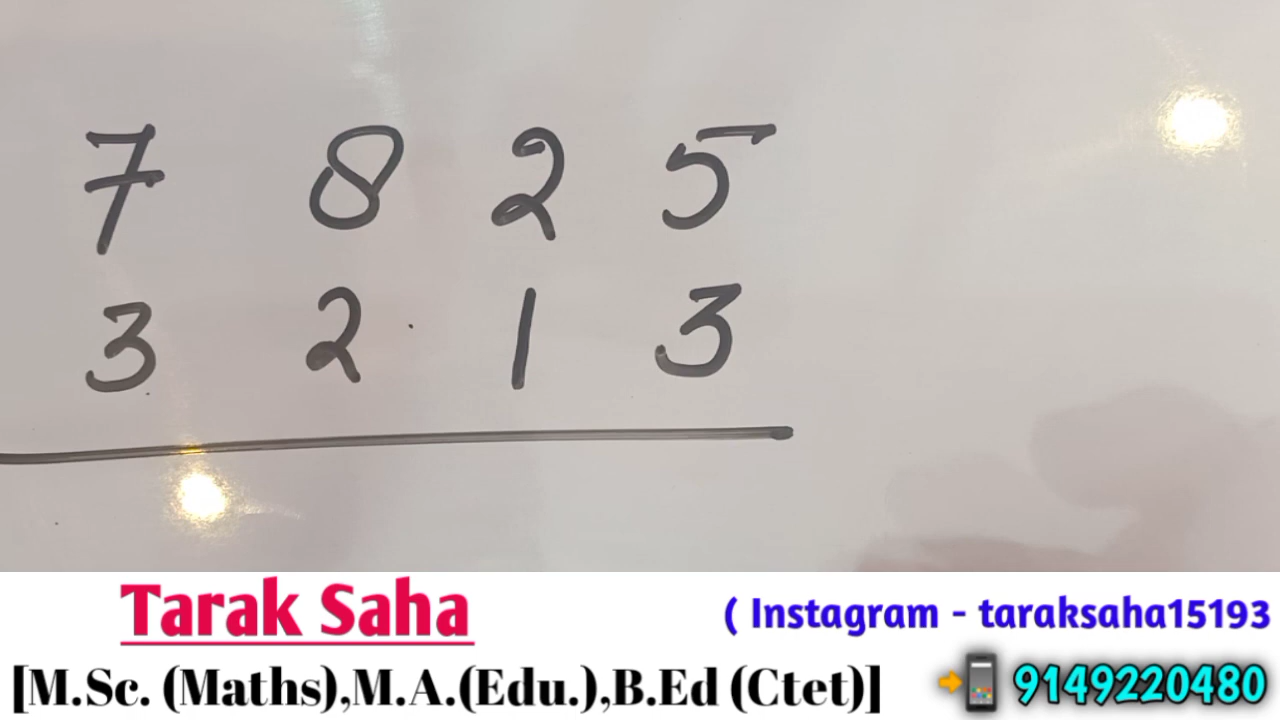 7 8 2 5
3 2 1 3
Tarak Saha
( Instagram - taraksaha15193
[M.Sc. (Maths),M.A.(Edu.),B.Ed (Ctet)]
9149220480